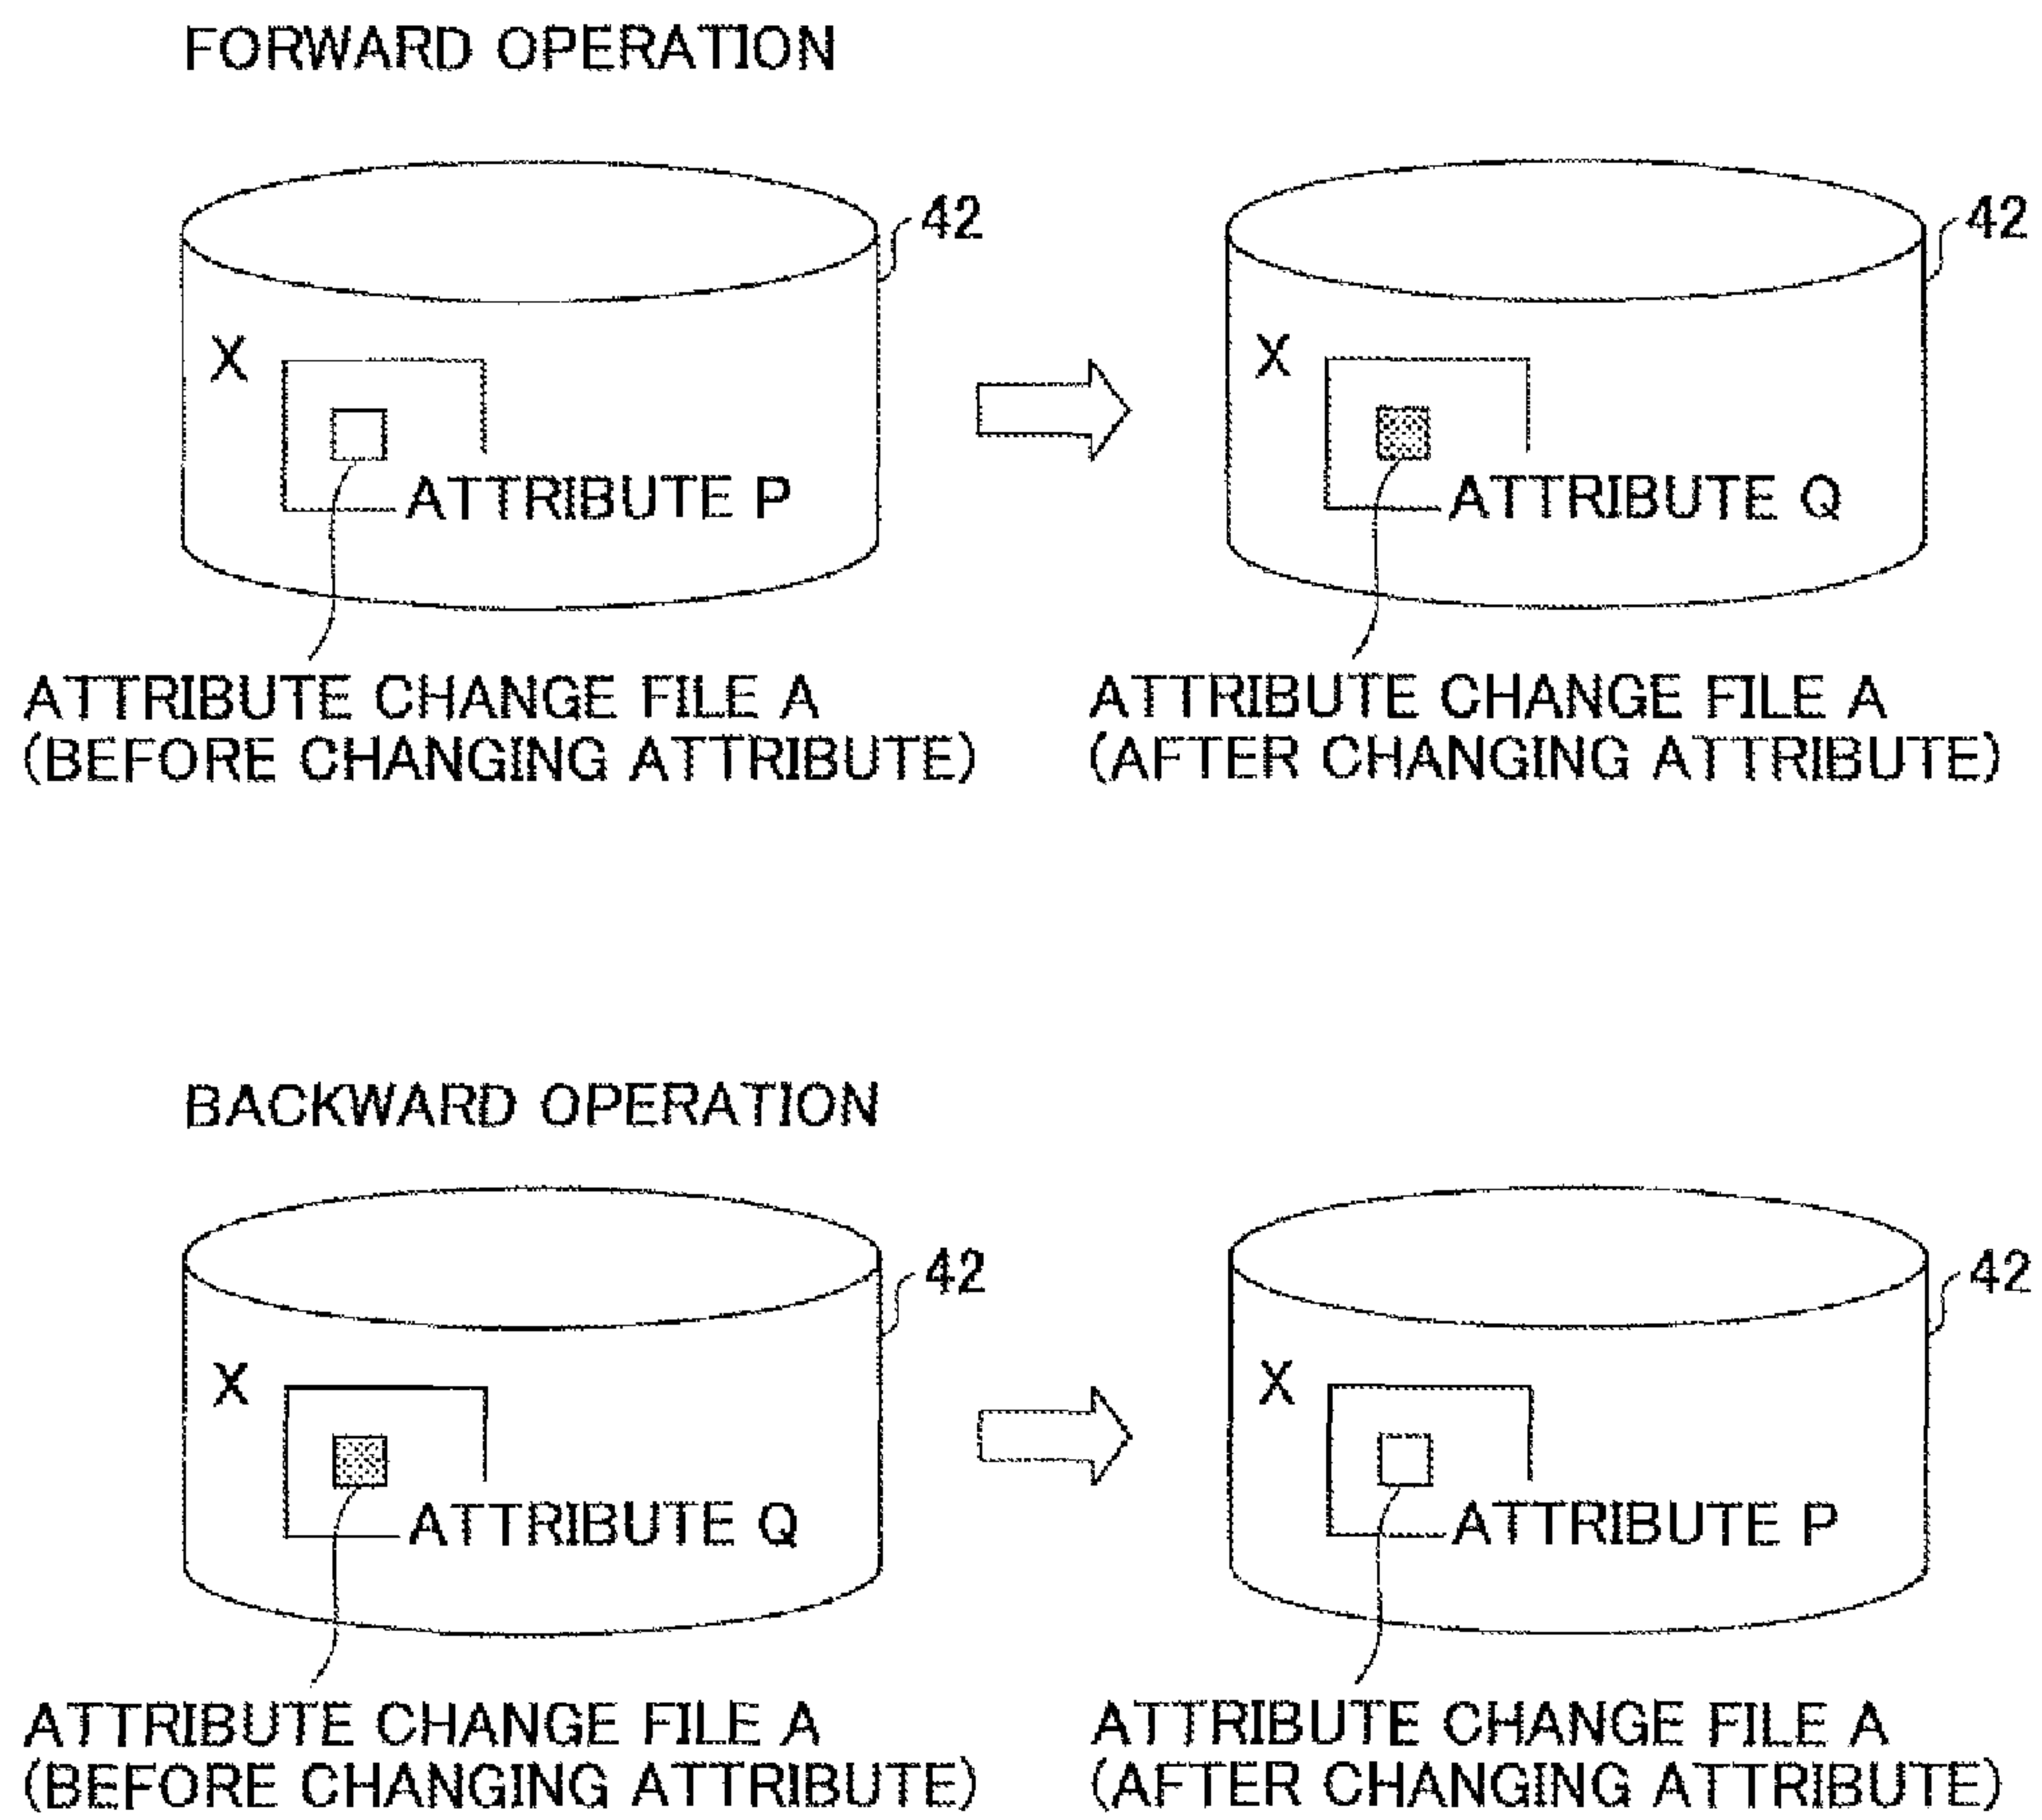 FORWARD OPERATION
42
42
X
X
ATTRIBUTE P
ATTRIBUTE Q
ATTRIBUTE CHANGE FILE A
(BEFORE CHANGING ATTRIBUTE)
ATTRIBUTE CHANGE FILE A
(AFTER CHANGING ATTRIBUTE)
BACKWARD OPERATION
42
42
X
X
ATTRIBUTE Q
ATTRIBUTE P
ATTRIBUTE CHANGE FILE A
(BEFORE CHANGING ATTRIBUTE)
ATTRIBUTE CHANGE FILE A
(AFTER CHANGING ATTRIBUTE)